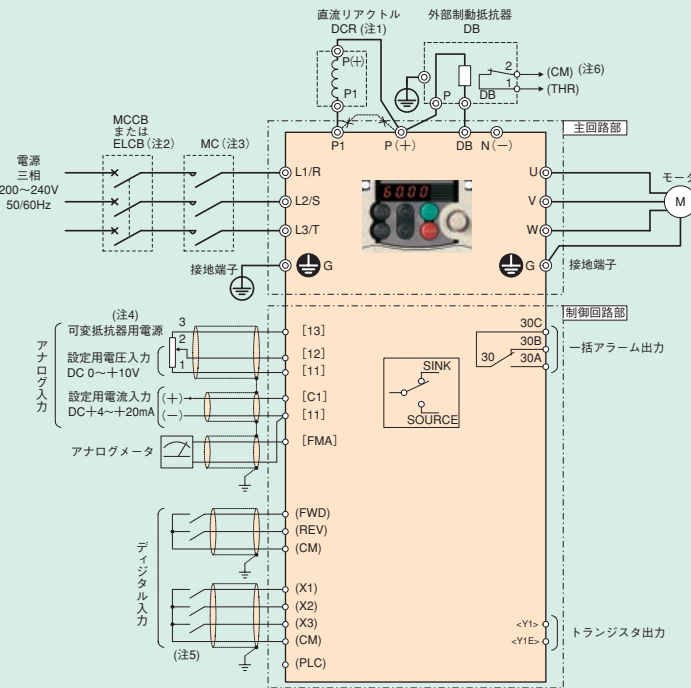 直流リアクトル
DCR (注1)
外部制動抵抗器
DB
P(+)
P1
2
1
P
DB
(CM) (注6)
(THR)
MCCB
または
ELCB (注2)
MC (注3)
P1
P (+)
DB
N (−)
主回路部
電源
三相
200〜240V
50/60Hz
L1/R
L2/S
L3/T
G
接地端子
60.00
U
V
W
G
モータ
M
接地端子
制御回路部
アナログ入力
(注4)
可変抵抗器用電源
設定用電圧入力
DC 0〜+10V
3
2
1
設定用電流入力
DC+4〜+20mA
(+)
(−)
アナログメータ
[13]
[12]
[11]
[C1]
[11]
[FMA]
SINK
SOURCE
30C
30B
30
30A
一括アラーム出力
ディジタル入力
(FWD)
(REV)
(CM)
(X1)
(X2)
(X3)
(CM)
(PLC)
(注5)
<Y1>
<Y1E>
トランジスタ出力